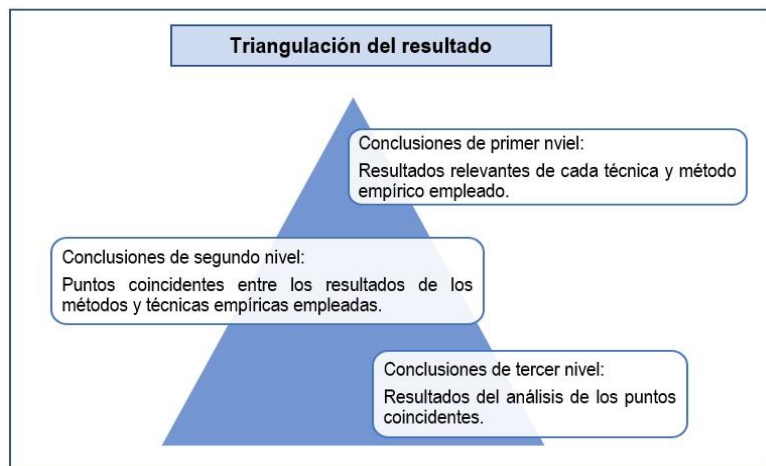 Triangulación del resultado
Conclusiones de primer nviel:
Resultados relevantes de cada técnica y método
empírico empleado.
Conclusiones de segundo nivel:
Puntos coincidentes entre los resultados de los
métodos y técnicas empíricas empleadas.
Conclusiones de tercer nivel:
Resultados del análisis de los puntos
coincidentes.